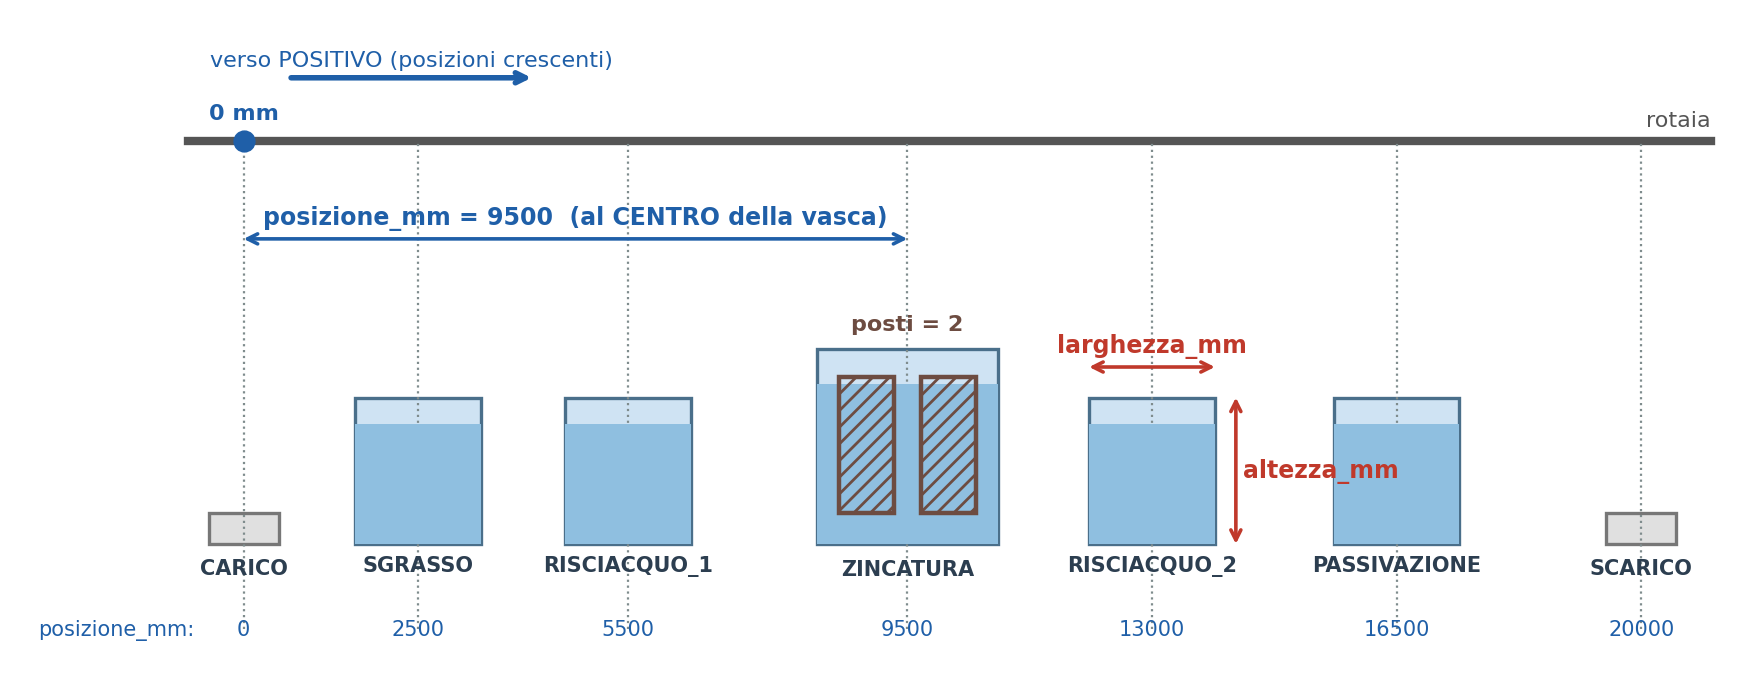 verso POSITIVO (posizioni crescenti)
0 mm
rotaia
posizione_mm = 9500  (al CENTRO della vasca)
posti = 2
larghezza_mm
altezza_mm
CARICO SGRASSO RISCIACQUO_1 ZINCATURA RISCIACQUO_2 PASSIVAZIONE SCARICO
posizione_mm: 0 2500 5500 9500 13000 16500 20000